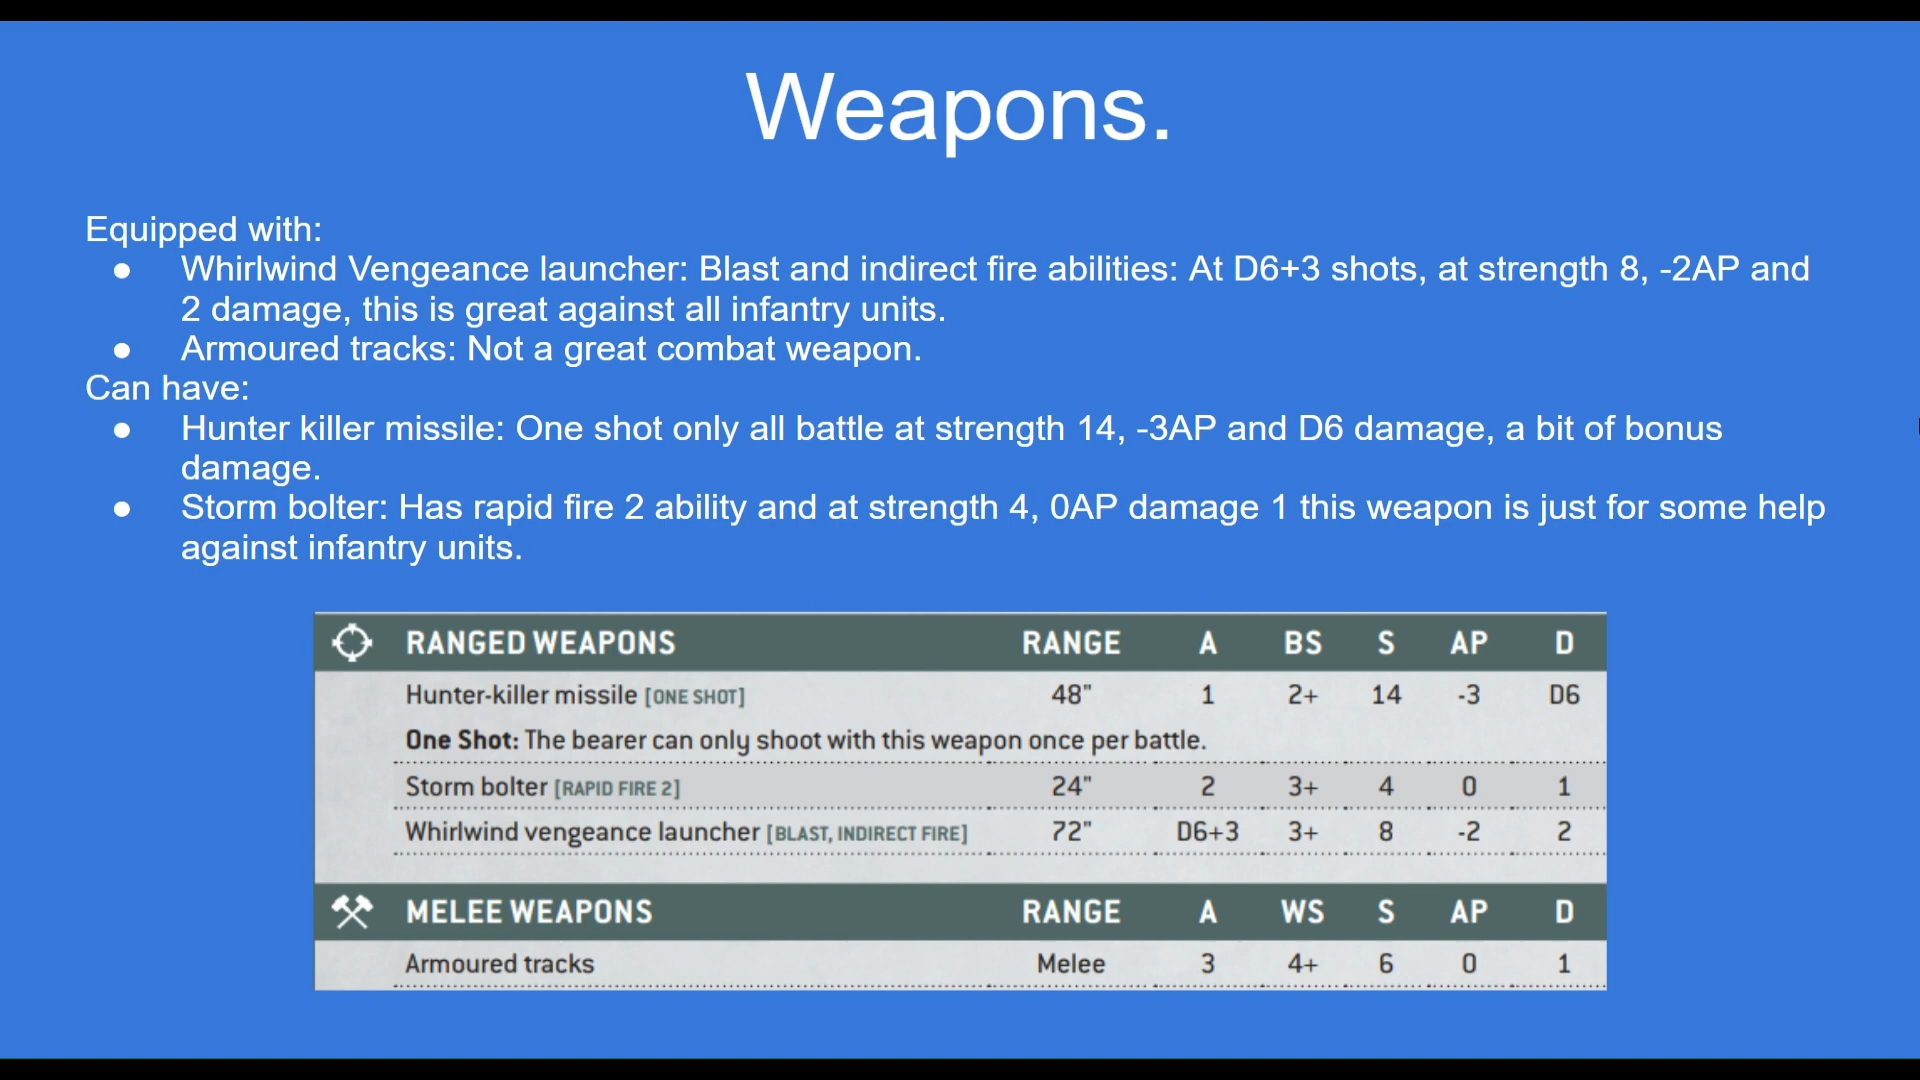 Weapons.
Equipped with:
● Whirlwind Vengeance launcher: Blast and indirect fire abilities: At D6+3 shots, at strength 8, -2AP and
2 damage, this is great against all infantry units.
● Armoured tracks: Not a great combat weapon.
Can have:
● Hunter killer missile: One shot only all battle at strength 14, -3AP and D6 damage, a bit of bonus
damage.
● Storm bolter: Has rapid fire 2 ability and at strength 4, 0AP damage 1 this weapon is just for some help
against infantry units.
RANGED WEAPONS RANGE A BS S AP D
Hunter-killer missile [ONE SHOT] 48" 1 2+ 14 -3 D6
One Shot: The bearer can only shoot with this weapon once per battle.
Storm bolter [RAPID FIRE 2] 24" 2 3+ 4 0 1
Whirlwind vengeance launcher [BLAST, INDIRECT FIRE] 72" D6+3 3+ 8 -2 2
MELEE WEAPONS RANGE A WS S AP D
Armoured tracks Melee 3 4+ 6 0 1